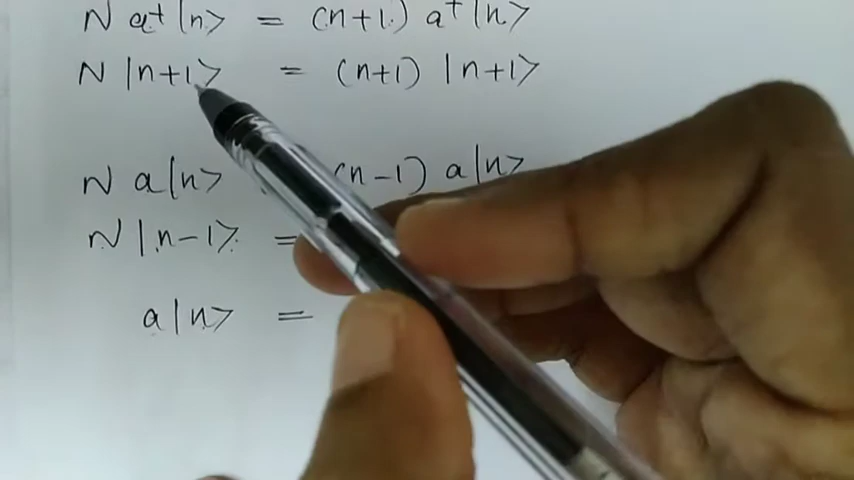 N a† |n> = (n+1) a† |n>
N |n+1> = (n+1) |n+1>
N a|n> (n-1) a|n>
N |n-1> =
a|n> =